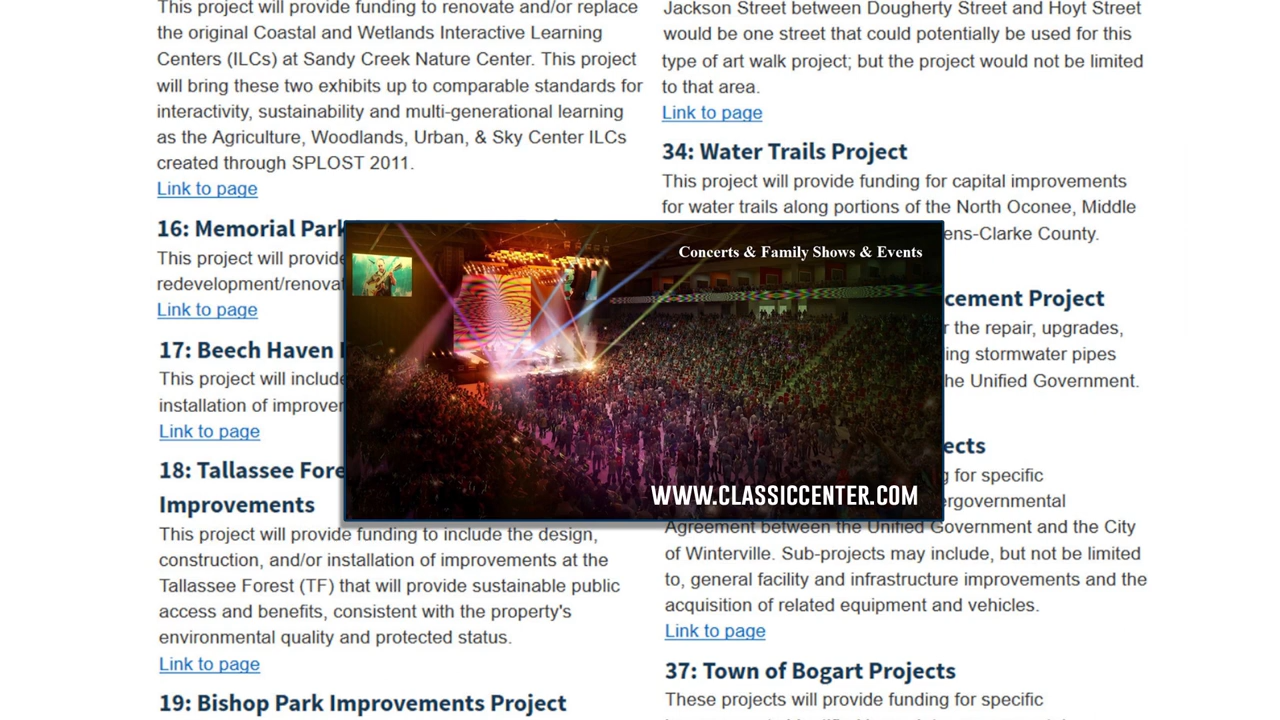 This project will provide funding to renovate and/or replace
the original Coastal and Wetlands Interactive Learning
Centers (ILCs) at Sandy Creek Nature Center. This project
will bring these two exhibits up to comparable standards for
interactivity, sustainability and multi-generational learning
as the Agriculture, Woodlands, Urban, & Sky Center ILCs
created through SPLOST 2011.
Link to page
16: Memorial Park
This project will provide
Link to page
17: Beech Haven
This project will include
installation of
Link to page
18: Tallassee
Improvements
This project will provide funding to include the design,
construction, and/or installation of improvements at the
Tallassee Forest (TF) that will provide sustainable public
access and benefits, consistent with the property's
environmental quality and protected status.
Link to page
19: Bishop Park Improvements Project
Jackson Street between Dougherty Street and Hoyt Street
would be one street that could potentially be used for this
type of art walk project; but the project would not be limited
to that area.
Link to page
34: Water Trails Project
This project will provide funding for capital improvements
for water trails along portions of the North Oconee, Middle
County.
Project
the repair, upgrades,
stormwater pipes
Unified Government.
for specific
Agreement between the Unified Government and the City
of Winterville. Sub-projects may include, but not be limited
to, general facility and infrastructure improvements and the
acquisition of related equipment and vehicles.
Link to page
37: Town of Bogart Projects
These projects will provide funding for specific
Concerts & Family Shows & Events
WWW.CLASSICCENTER.COM